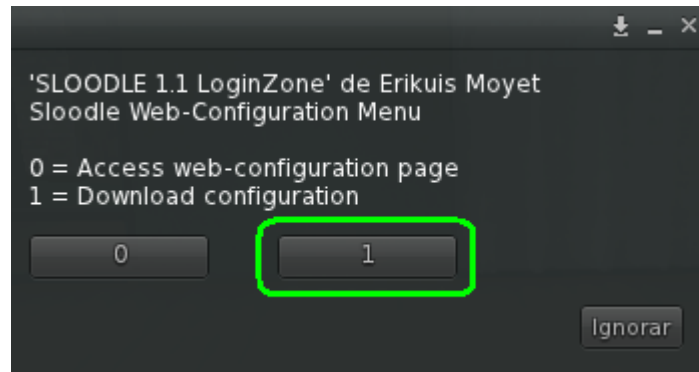 'SLOODLE 1.1 LoginZone' de Erikuis Moyet
Sloodle Web-Configuration Menu
0 = Access web-configuration page
1 = Download configuration
0
1
Ignorar